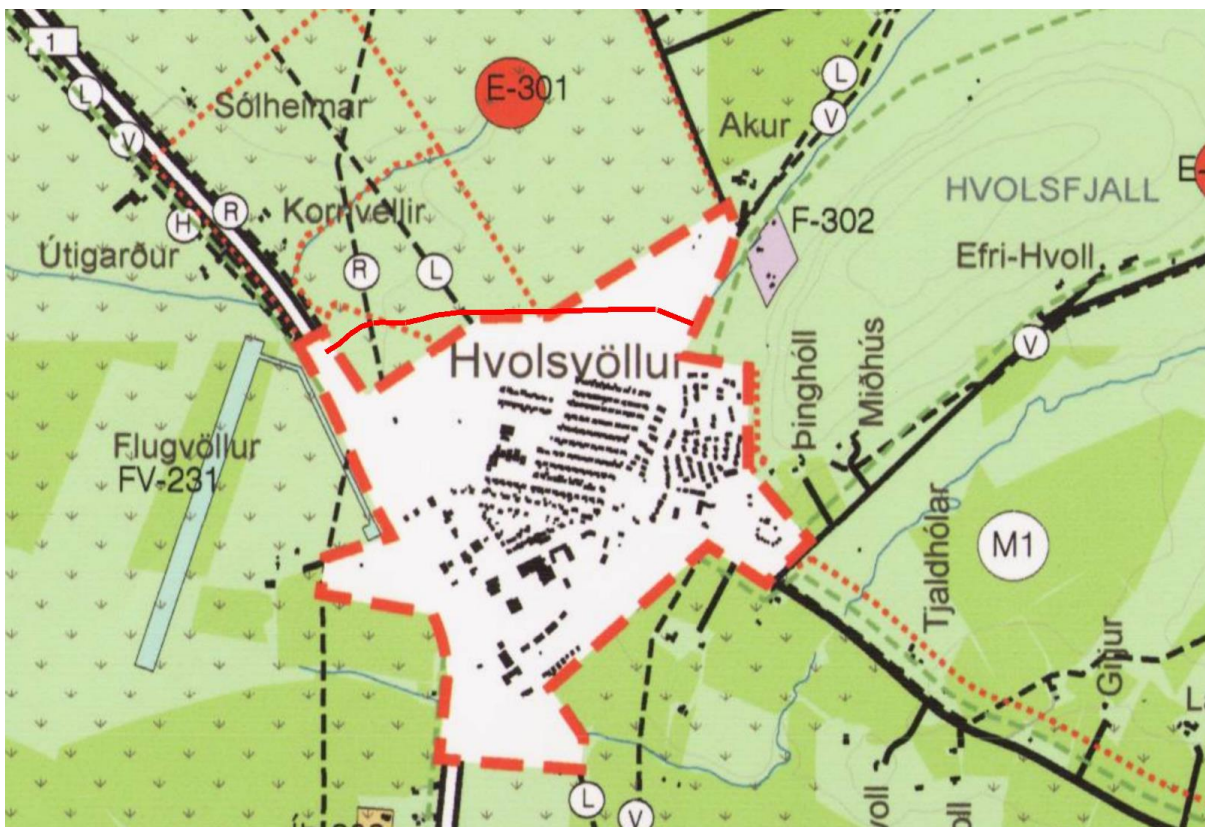 1
L
E-301
Sólheimar
V
Akur
L
V
E-
HVOLSFJALL
H
R
Kornvellir
F-302
Útigarður
R
L
Efri-Hvoll
V
Hvolsvöllur
Þinghóll
Miðhús
Flugvöllur
FV-231
M1
Tjaldhólar
Giljur
L
V